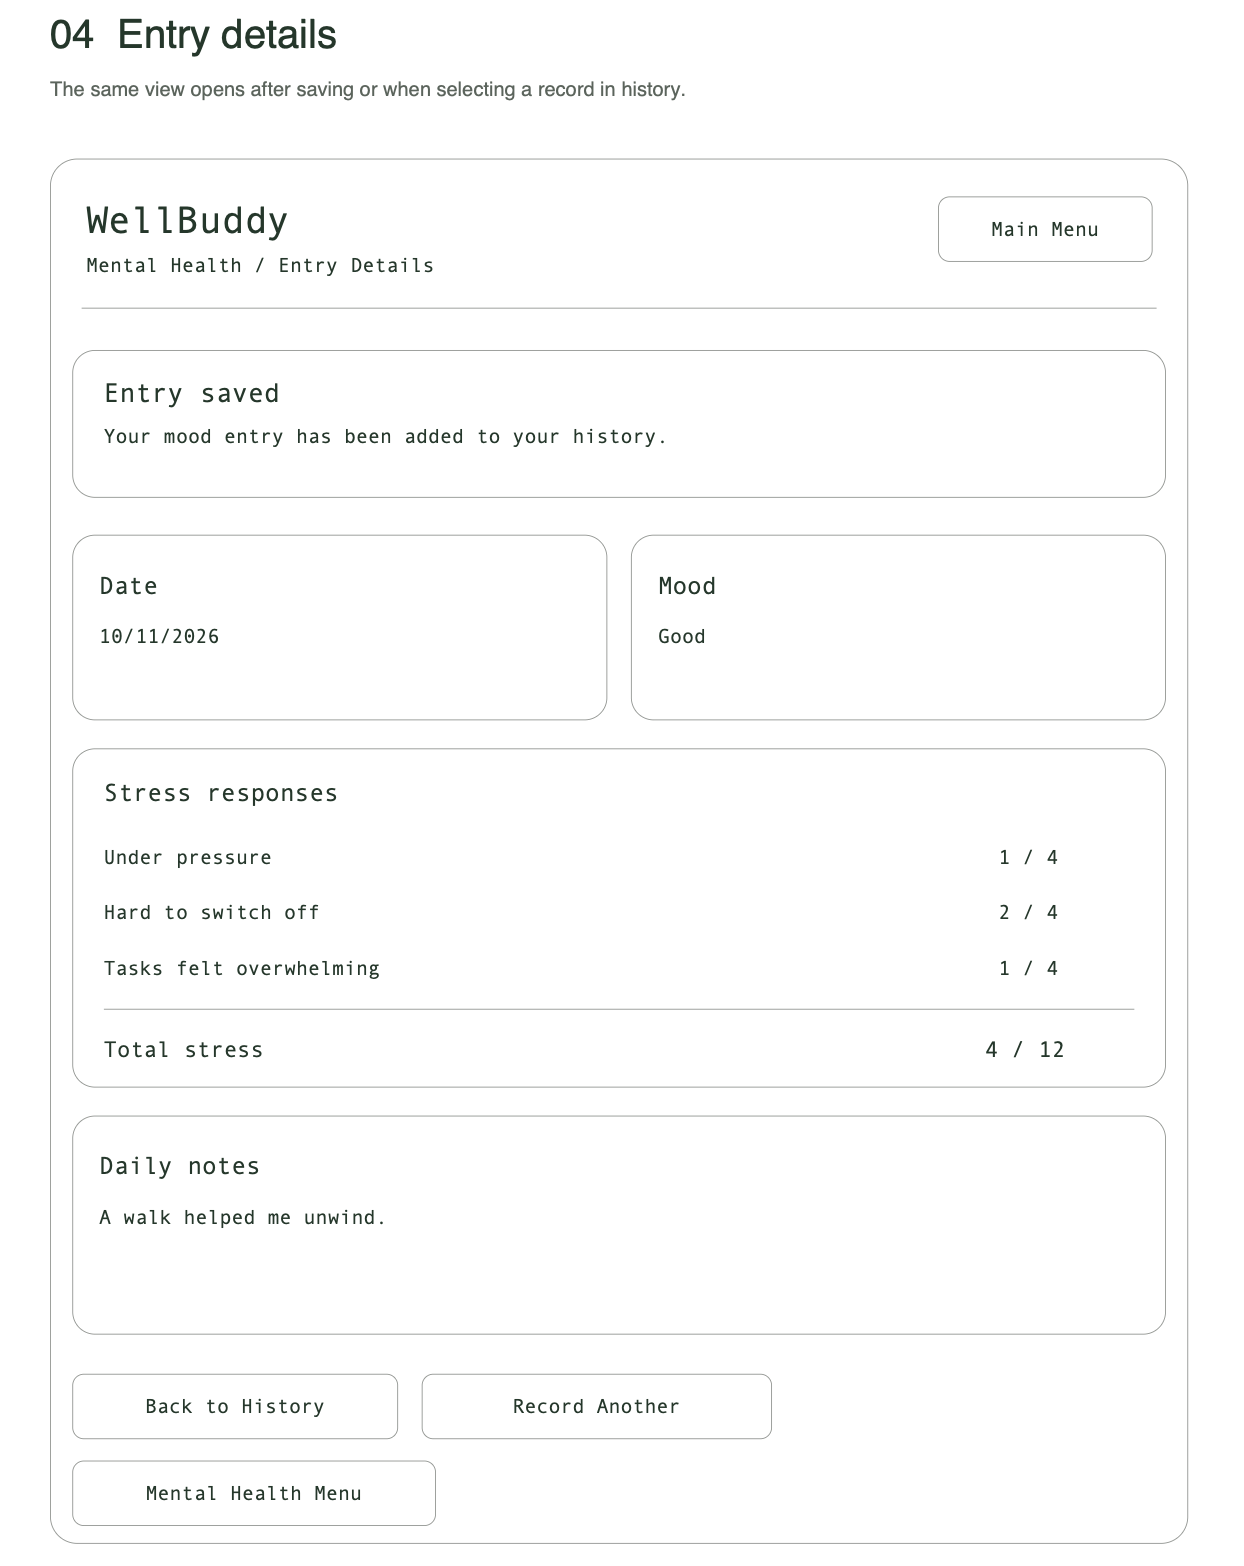 04 Entry details
The same view opens after saving or when selecting a record in history.
WellBuddy
Main Menu
Mental Health / Entry Details
Entry saved
Your mood entry has been added to your history.
Date
10/11/2026
Mood
Good
Stress responses
Under pressure 1 / 4
Hard to switch off 2 / 4
Tasks felt overwhelming 1 / 4
Total stress 4 / 12
Daily notes
A walk helped me unwind.
Back to History
Record Another
Mental Health Menu